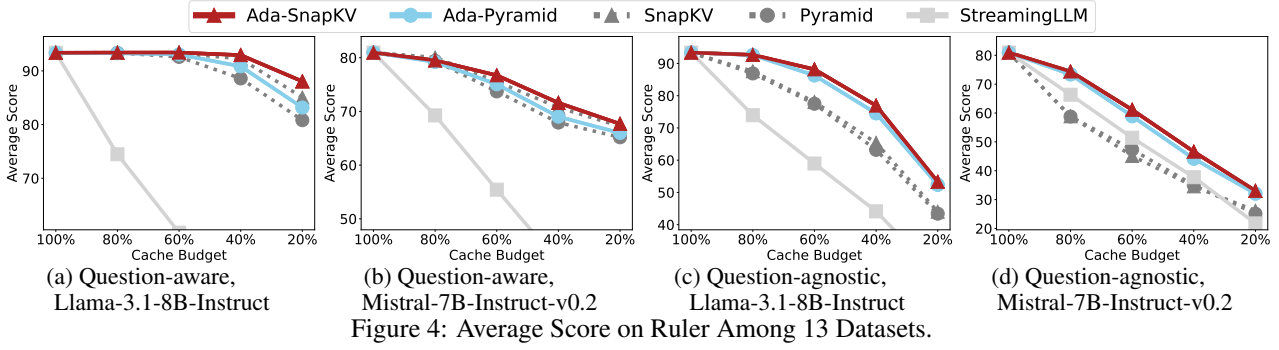 Ada-SnapKV Ada-Pyramid SnapKV Pyramid StreamingLLM
Average Score
90
80
70
100% 80% 60% 40% 20%
Cache Budget
(a) Question-aware,
Llama-3.1-8B-Instruct
Average Score
80
70
60
50
100% 80% 60% 40% 20%
Cache Budget
(b) Question-aware,
Mistral-7B-Instruct-v0.2
Average Score
90
80
70
60
50
40
100% 80% 60% 40% 20%
Cache Budget
(c) Question-agnostic,
Llama-3.1-8B-Instruct
Average Score
80
70
60
50
40
30
20
100% 80% 60% 40% 20%
Cache Budget
(d) Question-agnostic,
Mistral-7B-Instruct-v0.2
Figure 4: Average Score on Ruler Among 13 Datasets.